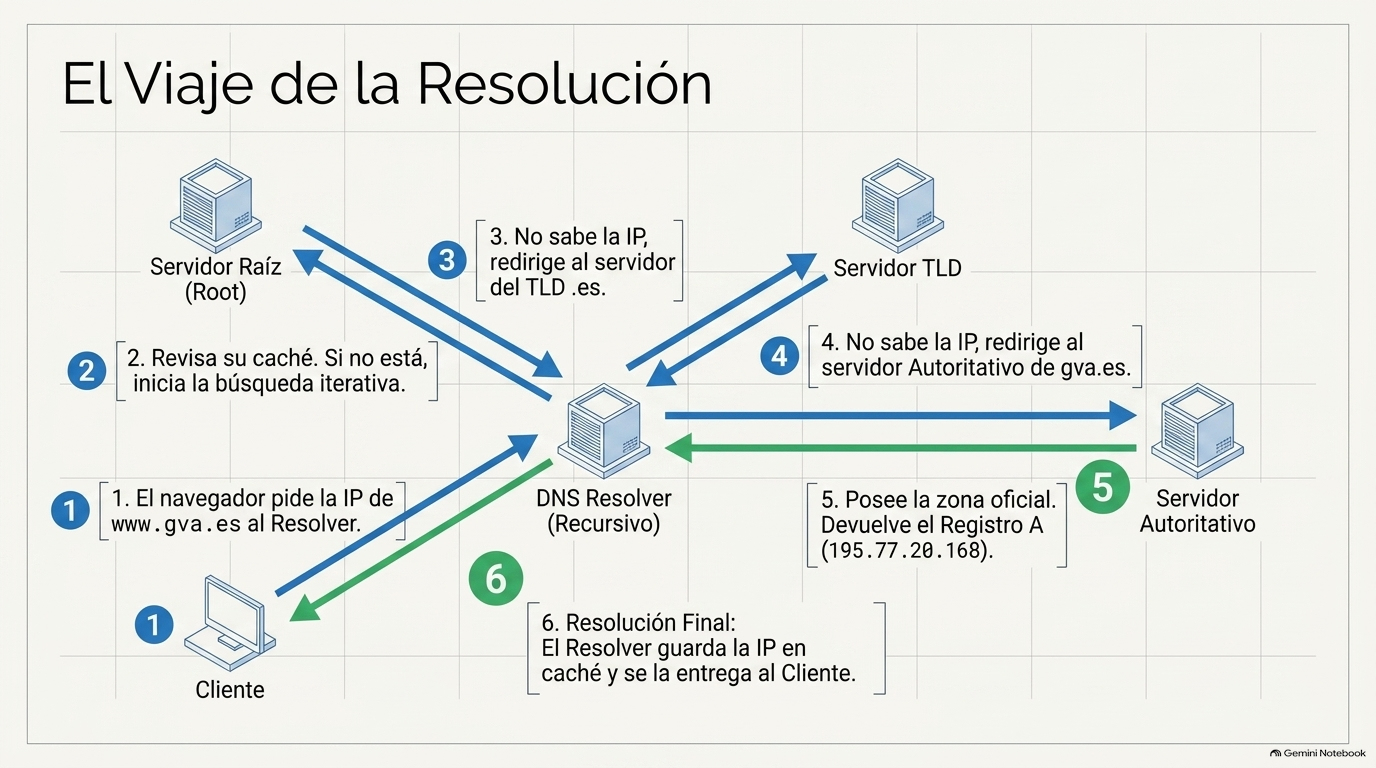 El Viaje de la Resolución
Servidor Raíz
(Root)
3
3. No sabe la IP,
redirige al servidor
del TLD .es.
Servidor TLD
2
2. Revisa su caché. Si no está,
inicia la búsqueda iterativa.
4
4. No sabe la IP, redirige al
servidor Autoritativo de gva.es.
1
1. El navegador pide la IP de
www.gva.es al Resolver.
DNS Resolver
(Recursivo)
5. Posee la zona oficial.
Devuelve el Registro A
(195.77.20.168).
5
Servidor
Autoritativo
1
Cliente
6
6. Resolución Final:
El Resolver guarda la IP en
caché y se la entrega al Cliente.
Gemini Notebook